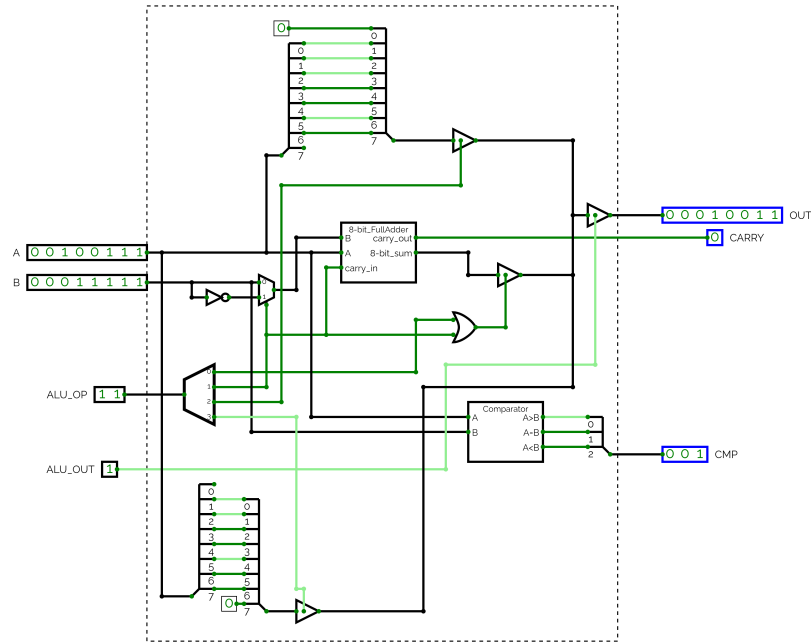 0
0 0
1 1
2 2
3 3
4 4
5 5
6 6
7 7
8-bit_FullAdder
B carry_out
A 8-bit_sum
carry_in
0 0 0 1 0 0 1 1 OUT
0 CARRY
A 0 0 1 0 0 1 1 1
B 0 0 0 1 1 1 1 1
0
1
0
1
2
3
ALU_OP 1 1
Comparator
A A>B 0
B A=B 1
A<B 2
0 0 1 CMP
ALU_OUT 1
0
1 0
2 1
3 2
4 3
5 4
6 5
7 0 6
7